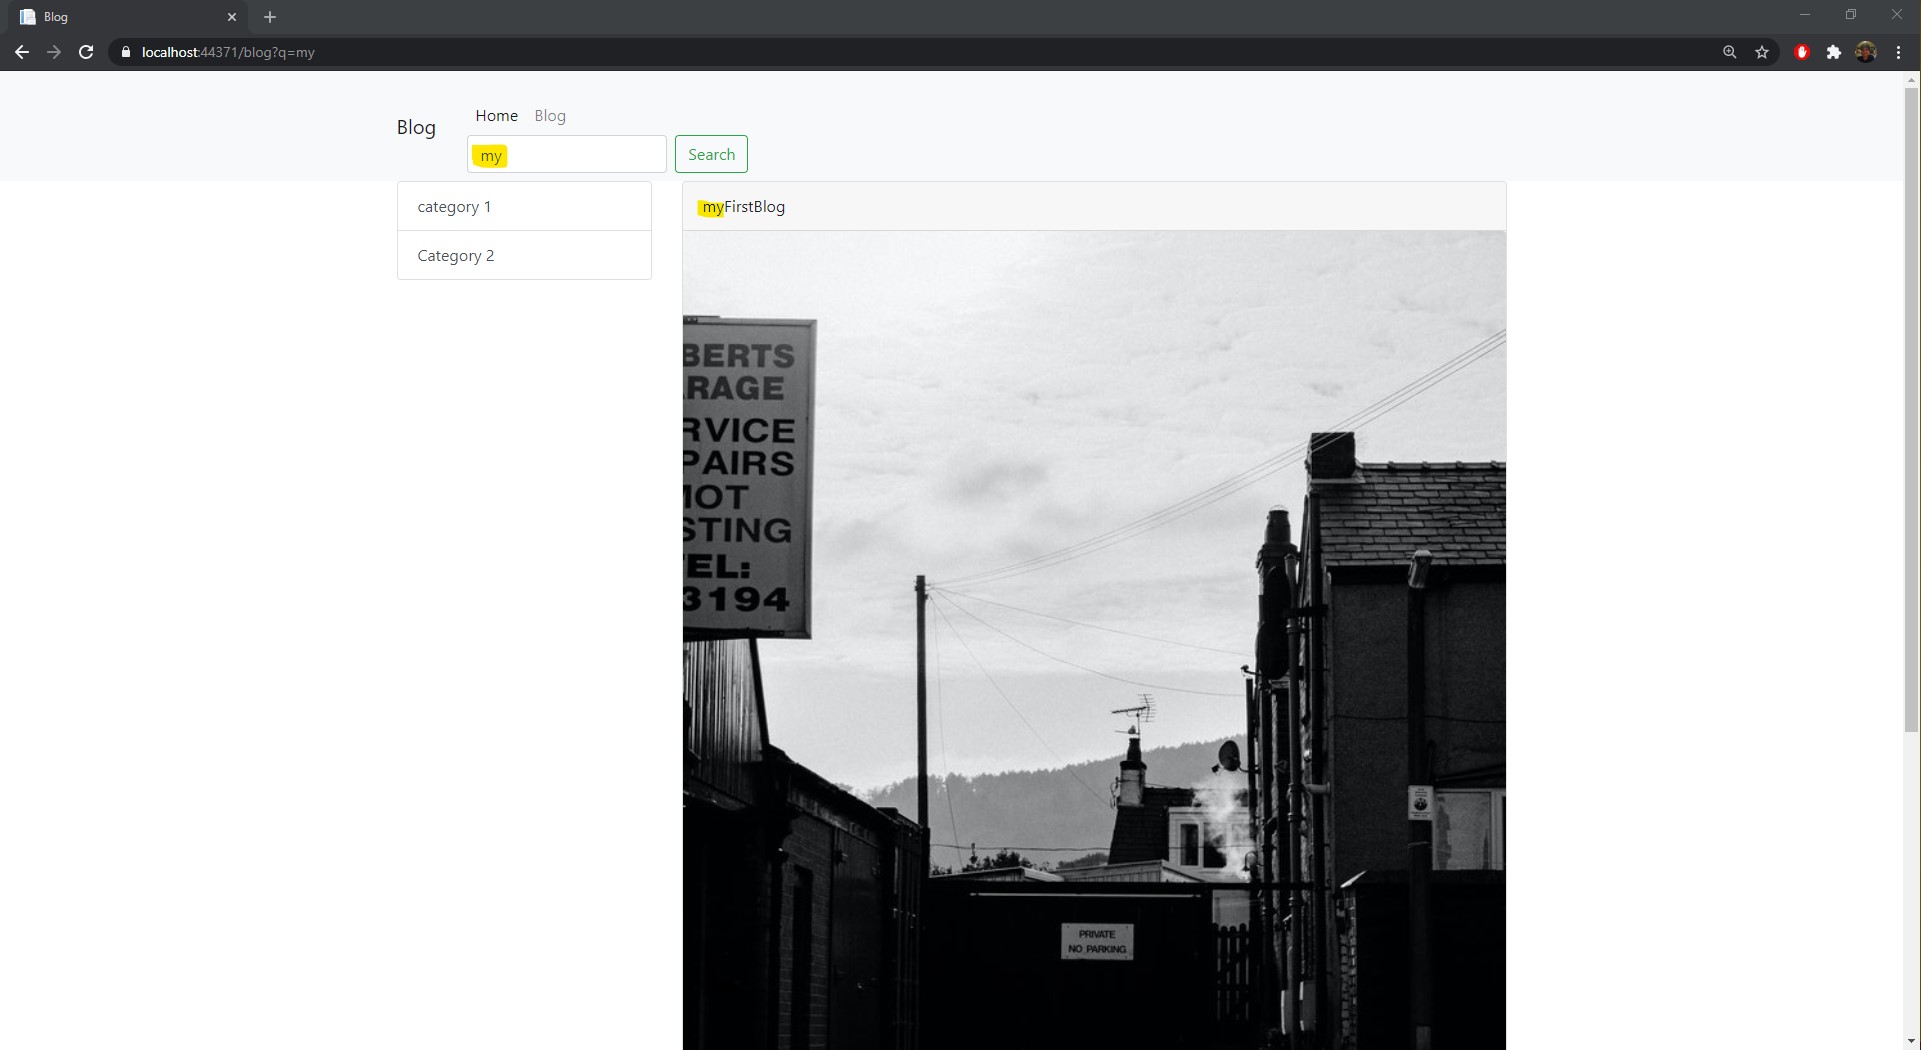 Blog
localhost:44371/blog?q=my
Blog
Home Blog
my
Search
category 1
Category 2
myFirstBlog
BERTS
RAGE
RVICE
PAIRS
MOT
STING
EL:
3194
PRIVATE
NO PARKING